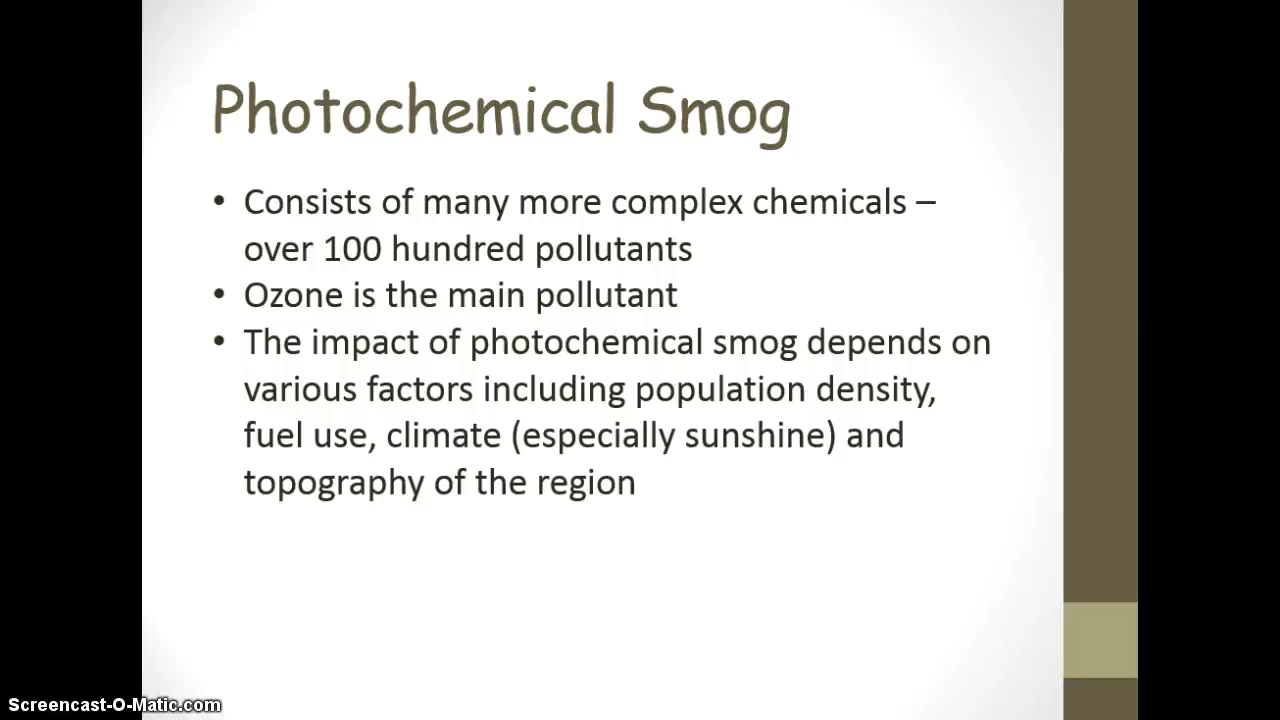 Photochemical Smog
• Consists of many more complex chemicals –
over 100 hundred pollutants
• Ozone is the main pollutant
• The impact of photochemical smog depends on
various factors including population density,
fuel use, climate (especially sunshine) and
topography of the region
Screencast-O-Matic.com